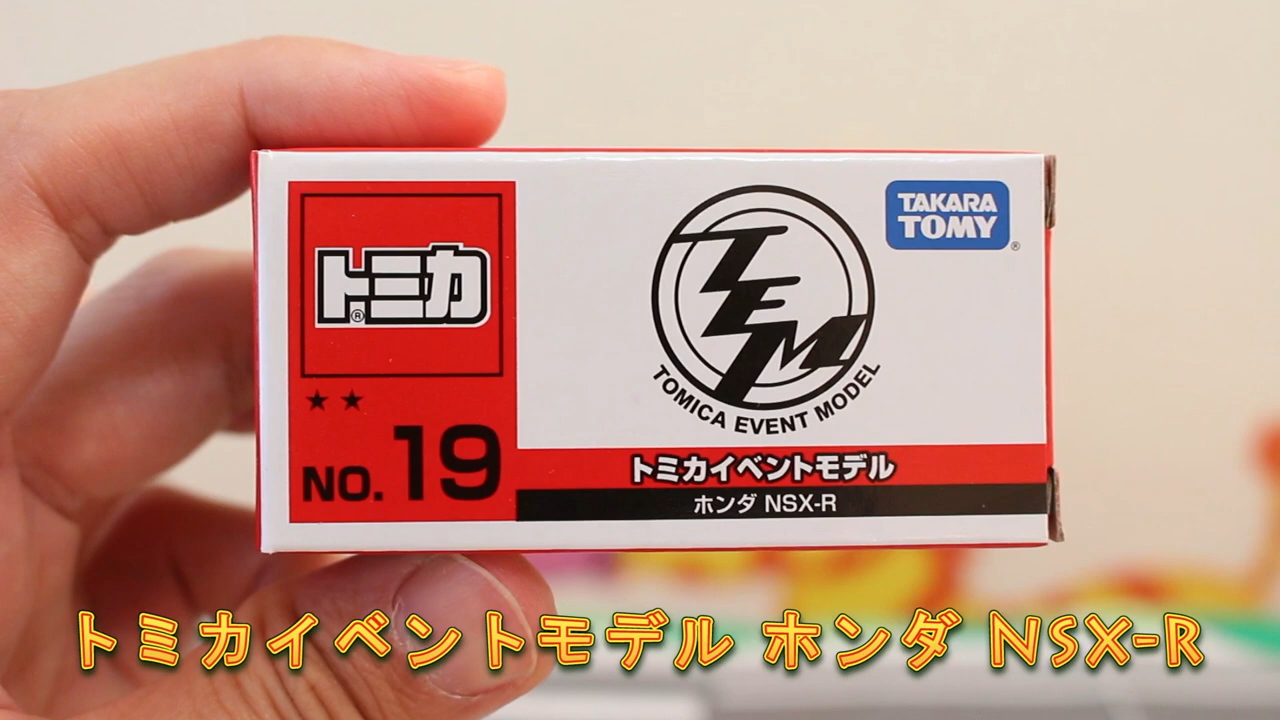 トミカ®
★★
NO.19
TEM
TOMICA EVENT MODEL
TAKARA
TOMY®
トミカイベントモデル
ホンダ NSX-R
トミカイベントモデル ホンダ NSX-R